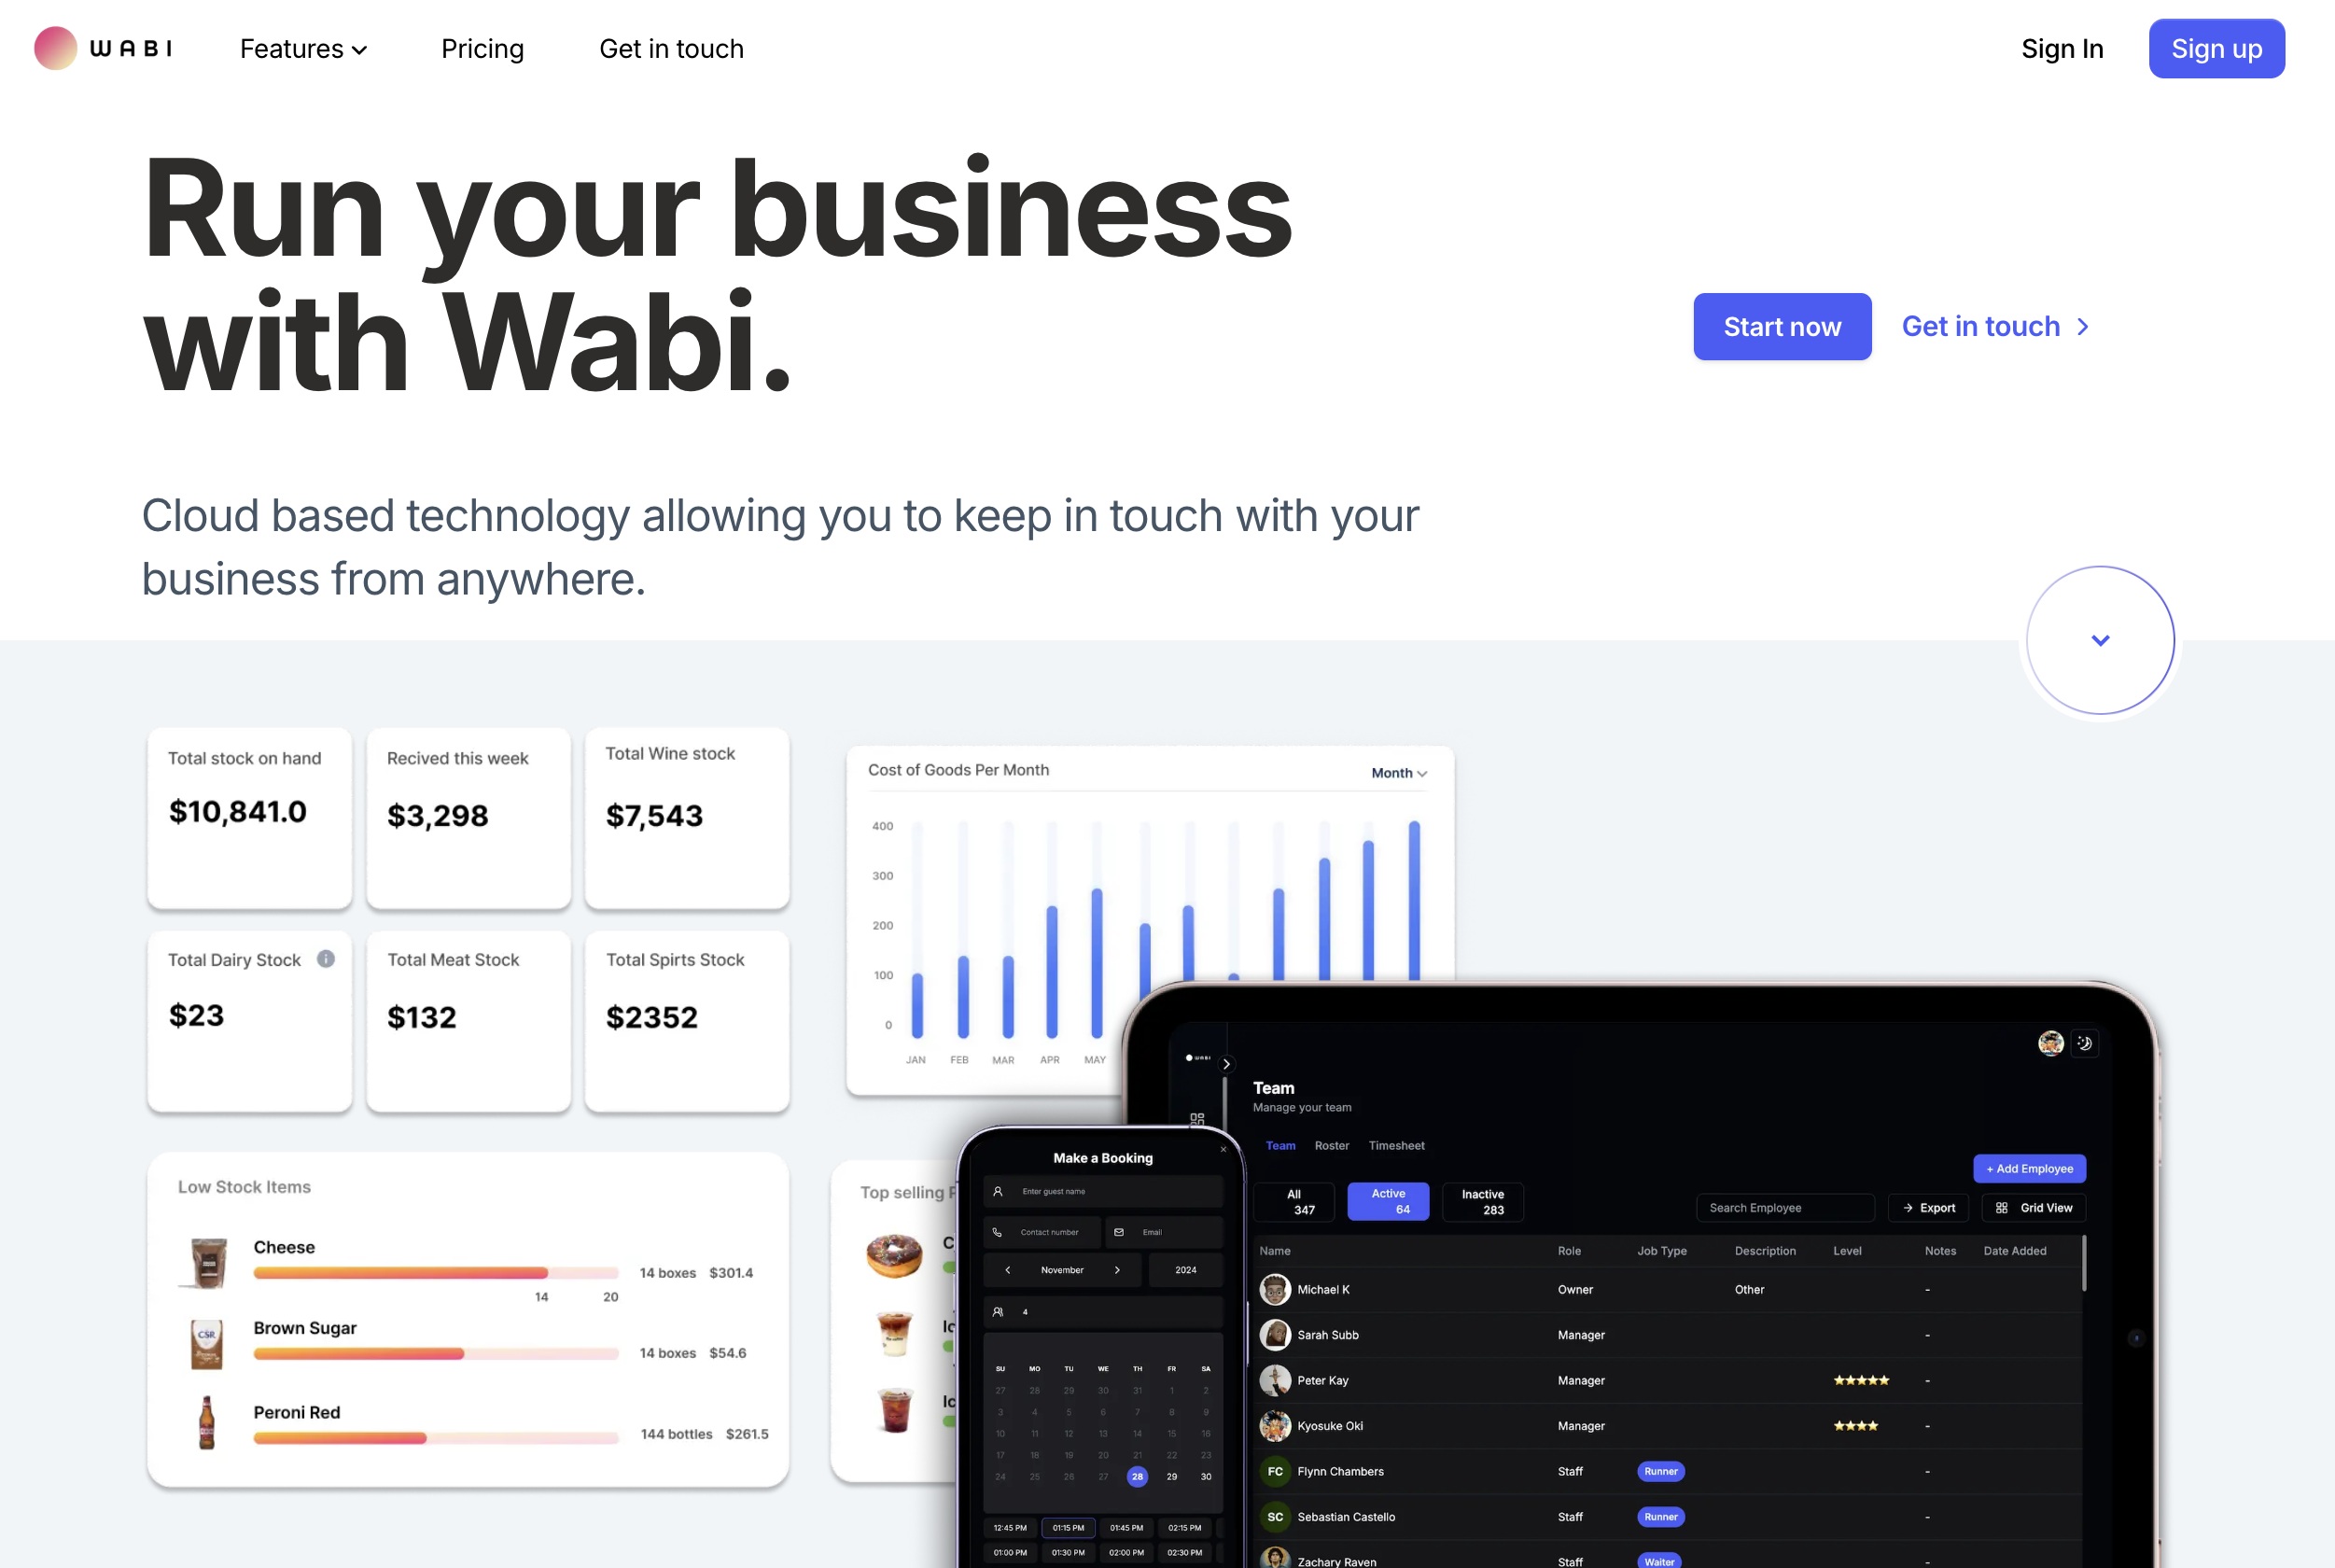 WABI
Features
Pricing
Get in touch
Sign In
Sign up
Run your business
with Wabi.
Start now
Get in touch
Cloud based technology allowing you to keep in touch with your
business from anywhere.
Total stock on hand
$10,841.0
Recived this week
$3,298
Total Wine stock
$7,543
Total Dairy Stock
$23
Total Meat Stock
$132
Total Spirts Stock
$2352
Cost of Goods Per Month
Month
400
300
200
100
0
JAN FEB MAR APR MAY
Low Stock Items
Cheese
14 boxes $301.4
14 20
Brown Sugar
14 boxes $54.6
CSR
Peroni Red
144 bottles $261.5
Top selling
Make a Booking
Enter guest name
Contact number
Email
November
2024
4
SU MO TU WE TH FR SA
27 28 29 30 31 1 2
3 4 5 6 7 8 9
10 11 12 13 14 15 16
17 18 19 20 21 22 23
24 25 26 27 28 29 30
12:45 PM 01:15 PM 01:45 PM 02:15 PM
01:00 PM 01:30 PM 02:00 PM 02:30 PM
WABI
Team
Manage your team
Team Roster Timesheet
+ Add Employee
All
347
Active
64
Inactive
283
Search Employee
Export
Grid View
Name Role Job Type Description Level Notes Date Added
Michael K Owner Other -
Sarah Subb Manager -
Peter Kay Manager -
Kyosuke Oki Manager -
FC Flynn Chambers Staff Runner -
SC Sebastian Castello Staff Runner -
Zachary Raven Staff Waiter -